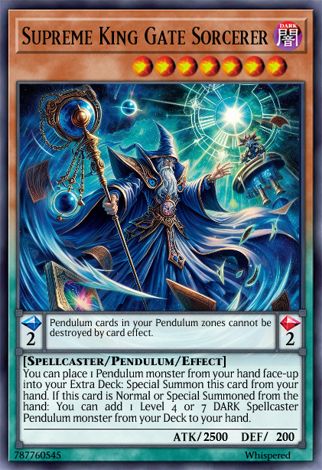 Supreme King Gate Sorcerer
DARK
闇
Pendulum cards in your Pendulum zones cannot be
destroyed by card effect.
2
2
[Spellcaster/Pendulum/Effect]
You can place 1 Pendulum monster from your hand face-up
into your Extra Deck: Special Summon this card from your
hand. If this card is Normal or Special Summoned from the
hand: You can add 1 Level 4 or 7 DARK Spellcaster
Pendulum monster from your Deck to your hand.
ATK/2500 DEF/ 200
787760545
Whispered